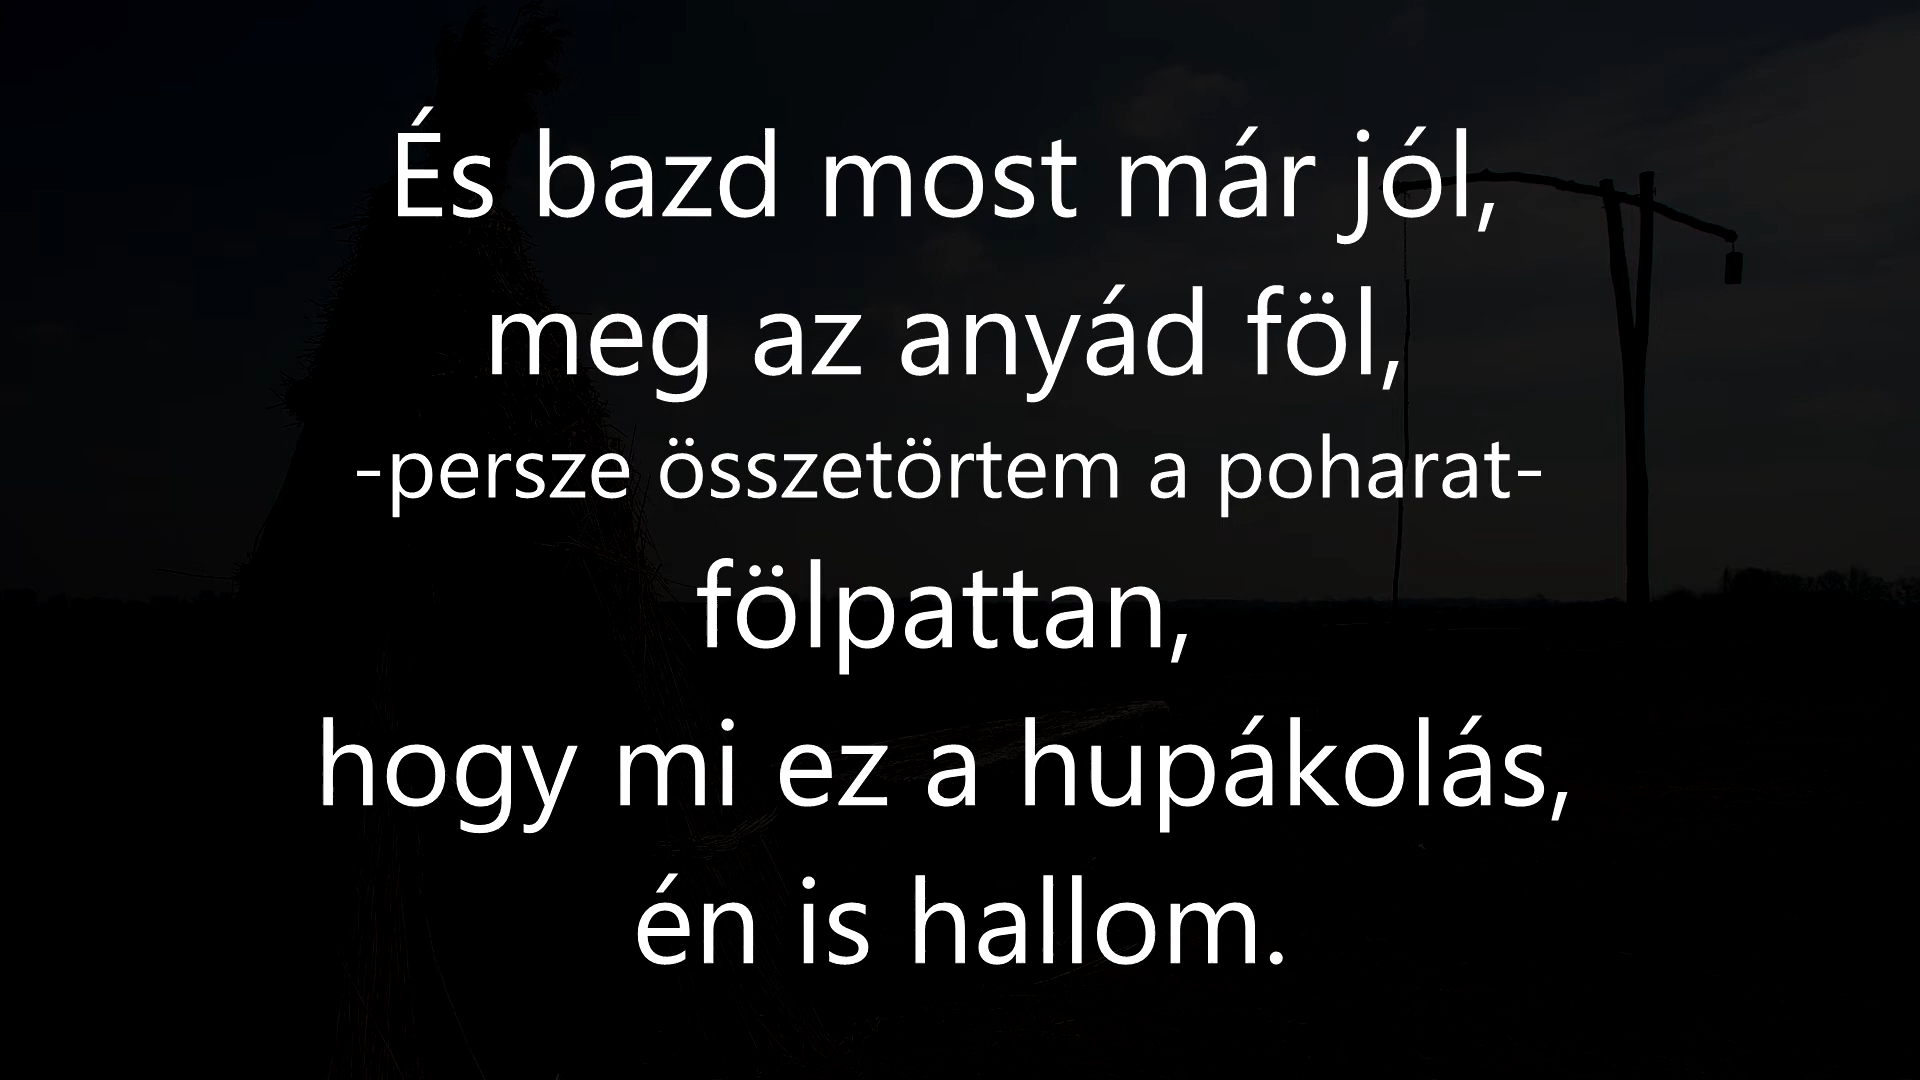 És bazd most már jól,
meg az anyád föl,
-persze összetörtem a poharat-
fölpattan,
hogy mi ez a hupákolás,
én is hallom.